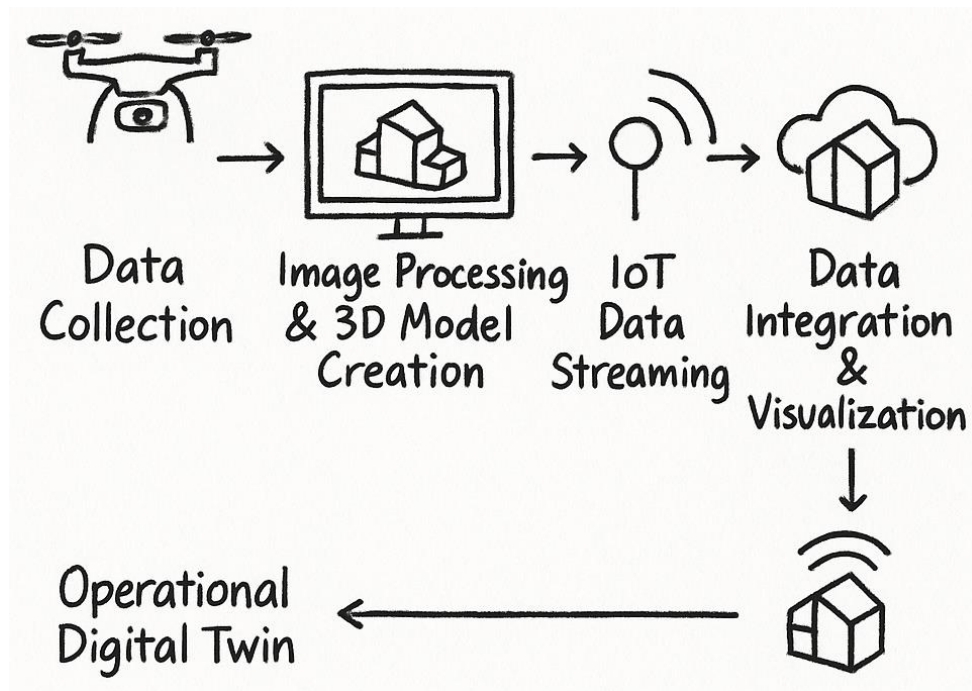 Data
Collection
Image Processing
& 3D Model
Creation
IoT
Data
Streaming
Data
Integration
&
Visualization
Operational
Digital Twin